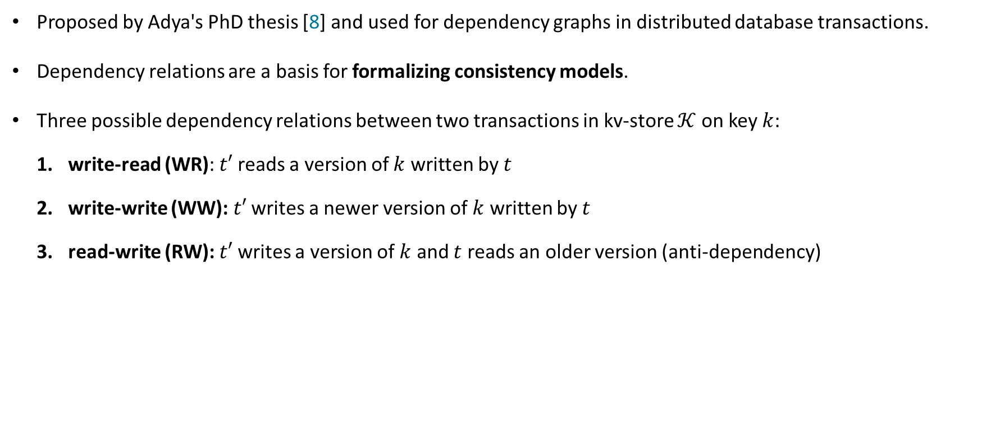 • Proposed by Adya's PhD thesis [8] and used for dependency graphs in distributed database transactions.
• Dependency relations are a basis for formalizing consistency models.
• Three possible dependency relations between two transactions in kv-store 𝒦 on key k:
1. write-read (WR): t′ reads a version of k written by t
2. write-write (WW): t′ writes a newer version of k written by t
3. read-write (RW): t′ writes a version of k and t reads an older version (anti-dependency)